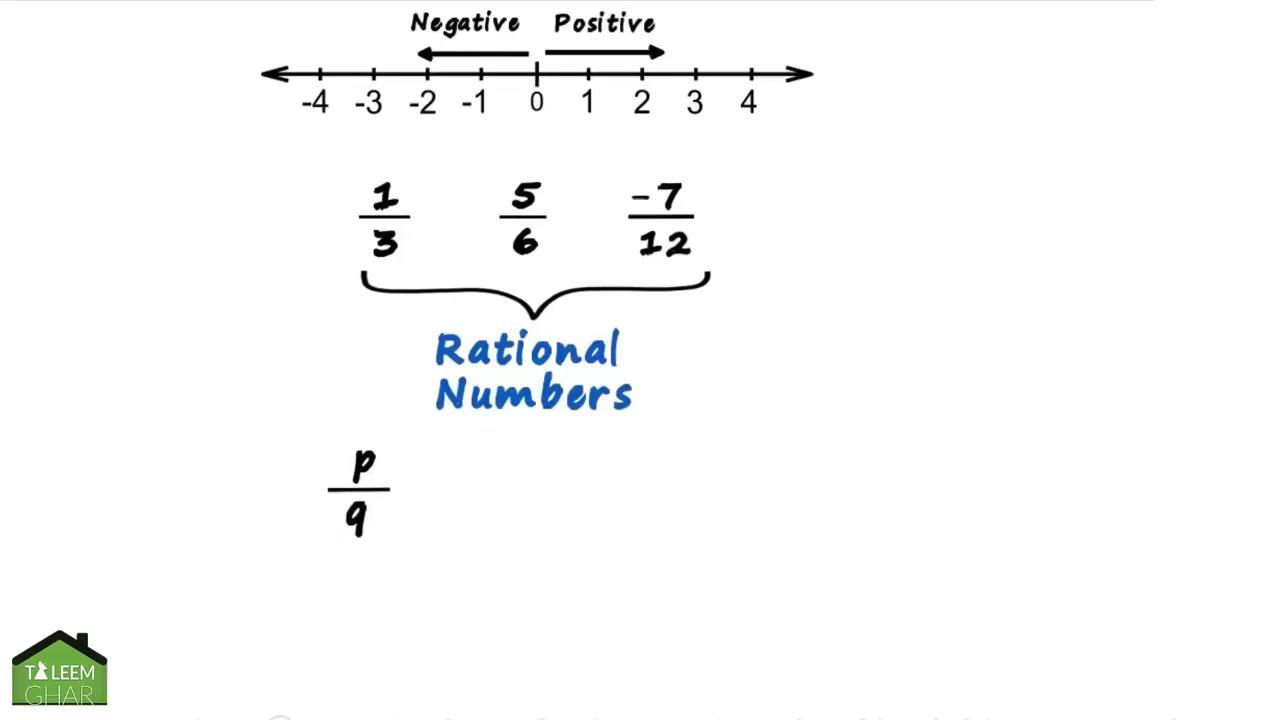 Negative Positive
-4 -3 -2 -1 0 1 2 3 4
1 5 -7
3 6 12
Rational
Numbers
p
q
TALEEM
GHAR